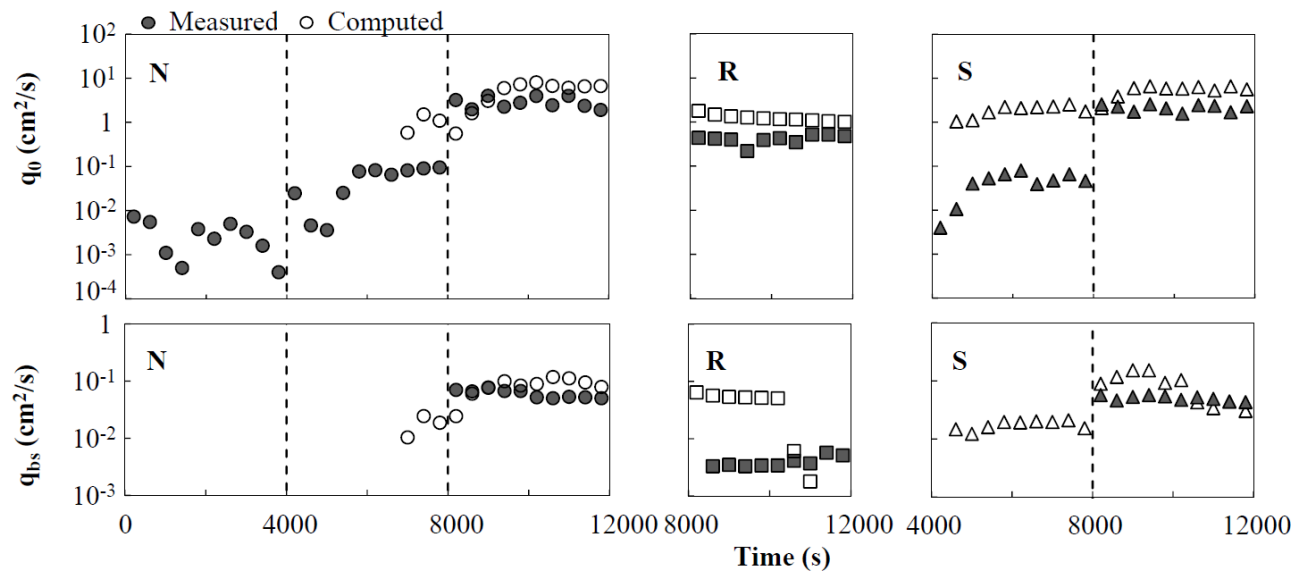 Measured Computed
10²
10¹
1
10⁻¹
10⁻²
10⁻³
10⁻⁴
q₀ (cm²/s)
N
R
S
1
10⁻¹
10⁻²
10⁻³
q_bs (cm²/s)
N
R
S
0 4000 8000 12000
8000 12000
4000 8000 12000
Time (s)